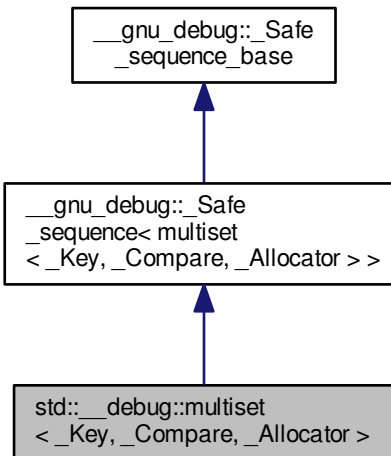 __gnu_debug::_Safe
_sequence_base
__gnu_debug::_Safe
_sequence< multiset
< _Key, _Compare, _Allocator > >
std::__debug::multiset
< _Key, _Compare, _Allocator >